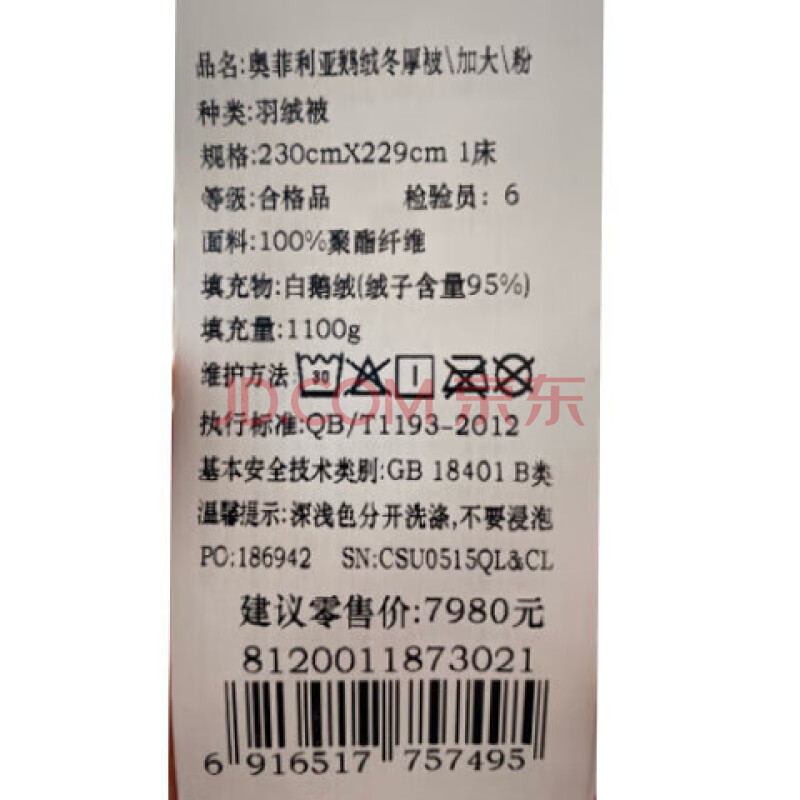 品名:奥菲利亚鹅绒冬厚被\加大\粉
种类:羽绒被
规格:230cmX229cm 1床
等级:合格品 检验员: 6
面料:100%聚酯纤维
填充物:白鹅绒(绒子含量95%)
填充量:1100g
维护方法: 30
JD.COM 京东
执行标准:QB/T1193-2012
基本安全技术类别:GB 18401 B类
温馨提示:深浅色分开洗涤,不要浸泡
PO:186942 SN:CSU0515QL&CL
建议零售价:7980元
8120011873021
6 916517 757495